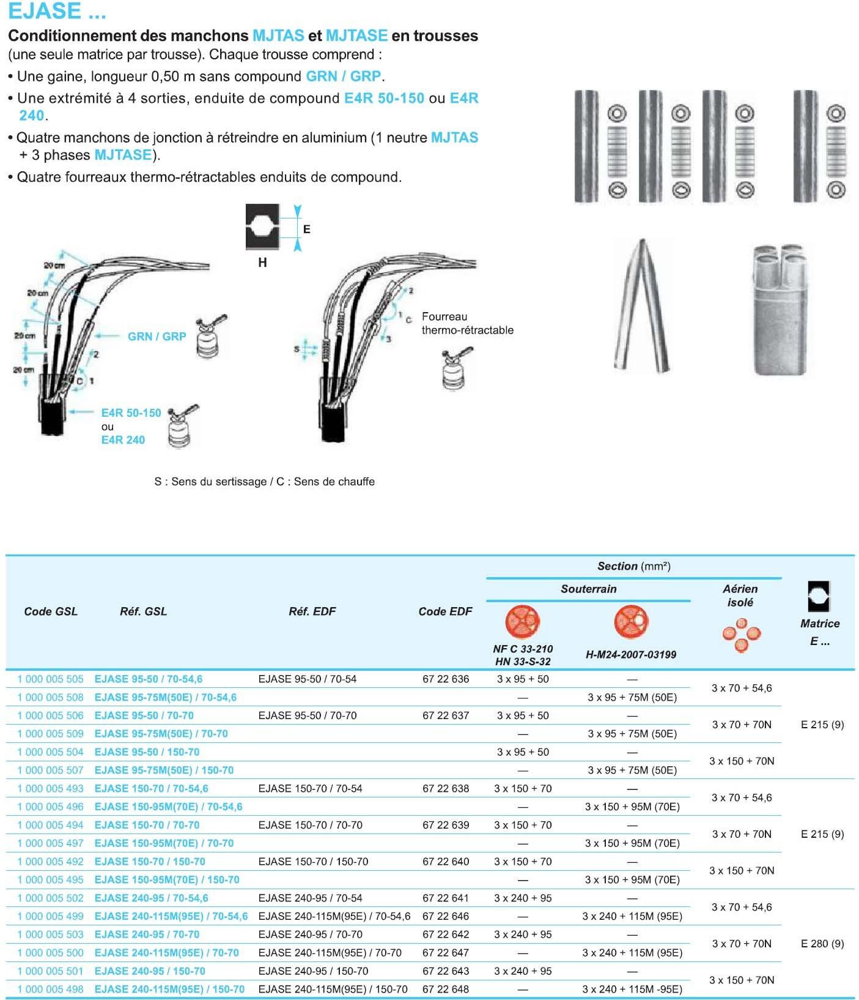 EJASE ...
Conditionnement des manchons MJTAS et MJTASE en trousses
(une seule matrice par trousse). Chaque trousse comprend :
• Une gaine, longueur 0,50 m sans compound GRN / GRP.
• Une extrémité à 4 sorties, enduite de compound E4R 50-150 ou E4R
240.
• Quatre manchons de jonction à rétreindre en aluminium (1 neutre MJTAS
+ 3 phases MJTASE).
• Quatre fourreaux thermo-rétractables enduits de compound.
E
H
20 cm
20 cm
20 cm
20 cm
GRN / GRP
2
C 1
E4R 50-150
ou
E4R 240
2
1 C
3
S
Fourreau
thermo-rétractable
S : Sens du sertissage / C : Sens de chauffe
Section (mm²)
Souterrain
Aérien
isolé
Code GSL Réf. GSL Réf. EDF Code EDF
NF C 33-210
HN 33-S-32
H-M24-2007-03199
Matrice
E ...
1 000 005 505 EJASE 95-50 / 70-54,6 EJASE 95-50 / 70-54 67 22 636 3 x 95 + 50 —
3 x 70 + 54,6
1 000 005 508 EJASE 95-75M(50E) / 70-54,6 — 3 x 95 + 75M (50E)
1 000 005 506 EJASE 95-50 / 70-70 EJASE 95-50 / 70-70 67 22 637 3 x 95 + 50 —
3 x 70 + 70N E 215 (9)
1 000 005 509 EJASE 95-75M(50E) / 70-70 — 3 x 95 + 75M (50E)
1 000 005 504 EJASE 95-50 / 150-70 3 x 95 + 50 —
3 x 150 + 70N
1 000 005 507 EJASE 95-75M(50E) / 150-70 — 3 x 95 + 75M (50E)
1 000 005 493 EJASE 150-70 / 70-54,6 EJASE 150-70 / 70-54 67 22 638 3 x 150 + 70 —
3 x 70 + 54,6
1 000 005 496 EJASE 150-95M(70E) / 70-54,6 — 3 x 150 + 95M (70E)
1 000 005 494 EJASE 150-70 / 70-70 EJASE 150-70 / 70-70 67 22 639 3 x 150 + 70 —
3 x 70 + 70N E 215 (9)
1 000 005 497 EJASE 150-95M(70E) / 70-70 — 3 x 150 + 95M (70E)
1 000 005 492 EJASE 150-70 / 150-70 EJASE 150-70 / 150-70 67 22 640 3 x 150 + 70 —
3 x 150 + 70N
1 000 005 495 EJASE 150-95M(70E) / 150-70 — 3 x 150 + 95M (70E)
1 000 005 502 EJASE 240-95 / 70-54,6 EJASE 240-95 / 70-54 67 22 641 3 x 240 + 95 —
3 x 70 + 54,6
1 000 005 499 EJASE 240-115M(95E) / 70-54,6 EJASE 240-115M(95E) / 70-54,6 67 22 646 — 3 x 240 + 115M (95E)
1 000 005 503 EJASE 240-95 / 70-70 EJASE 240-95 / 70-70 67 22 642 3 x 240 + 95 —
3 x 70 + 70N E 280 (9)
1 000 005 500 EJASE 240-115M(95E) / 70-70 EJASE 240-115M(95E) / 70-70 67 22 647 — 3 x 240 + 115M (95E)
1 000 005 501 EJASE 240-95 / 150-70 EJASE 240-95 / 150-70 67 22 643 3 x 240 + 95 —
3 x 150 + 70N
1 000 005 498 EJASE 240-115M(95E) / 150-70 EJASE 240-115M(95E) / 150-70 67 22 648 — 3 x 240 + 115M -95E)